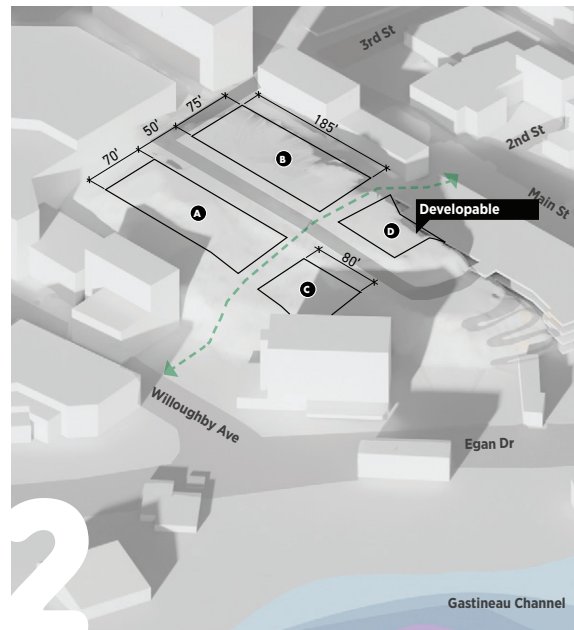 3rd St
75'
185'
50'
2nd St
70'
B
Main St
A
Developable
D
80'
C
Willoughby Ave
Egan Dr
2
Gastineau Channel